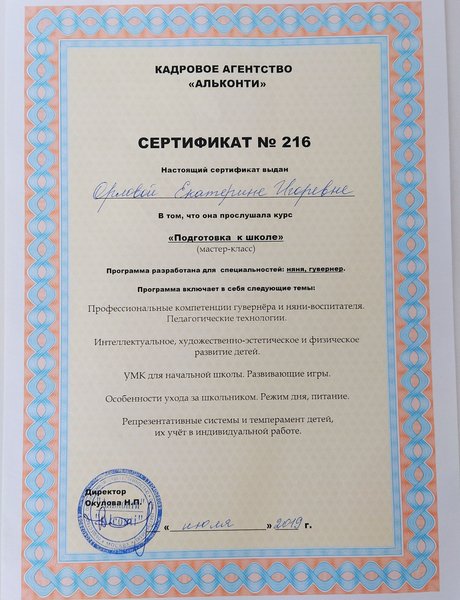 КАДРОВОЕ АГЕНТСТВО
«АЛЬКОНТИ»
СЕРТИФИКАТ № 216
Настоящий сертификат выдан
Орловой Екатерине Игоревне
В том, что она прослушала курс
«Подготовка к школе»
(мастер-класс)
Программа разработана для специальностей: няня, гувернер.
Программа включает в себя следующие темы:
Профессиональные компетенции гувернёра и няни-воспитателя.
Педагогические технологии.
Интеллектуальное, художественно-эстетическое и физическое
развитие детей.
УМК для начальной школы. Развивающие игры.
Особенности ухода за школьником. Режим дня, питание.
Репрезентативные системы и темперамент детей,
их учёт в индивидуальной работе.
Директор
Окулова Н.П.
« июля » 2019 г.